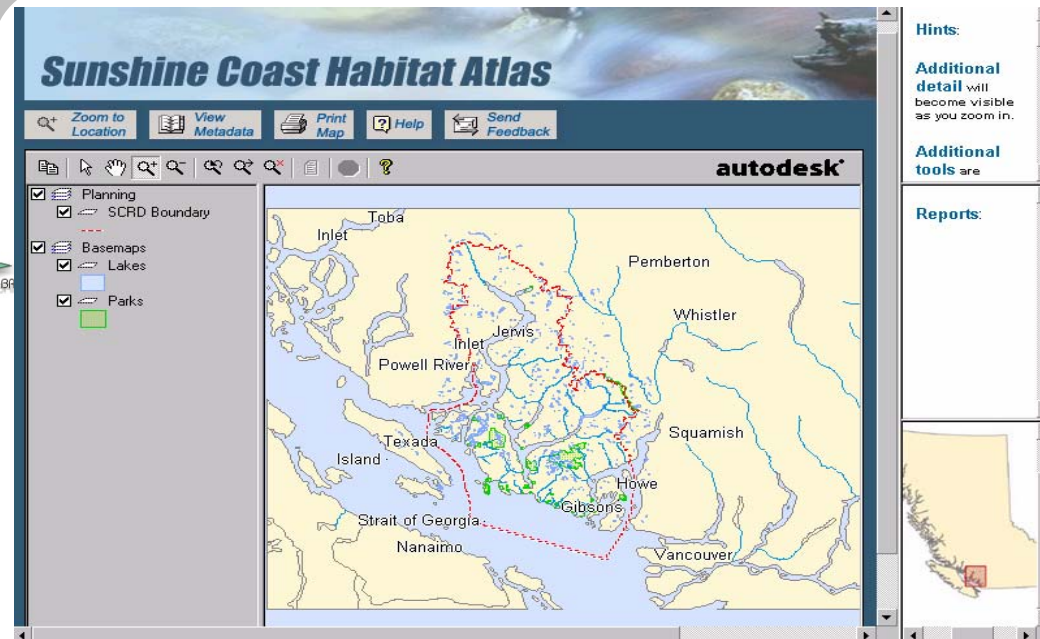 Sunshine Coast Habitat Atlas
Zoom to
Location
View
Metadata
Print
Map
Help
Send
Feedback
autodesk
Planning
SCRD Boundary
Basemaps
Lakes
Parks
Toba
Inlet
Pemberton
Whistler
Jervis
Inlet
Powell River
Squamish
Texada
Island
Howe
Gibsons
Strait of Georgia
Nanaimo
Vancouver
Hints:
Additional
detail will
become visible
as you zoom in.
Additional
tools are
Reports: